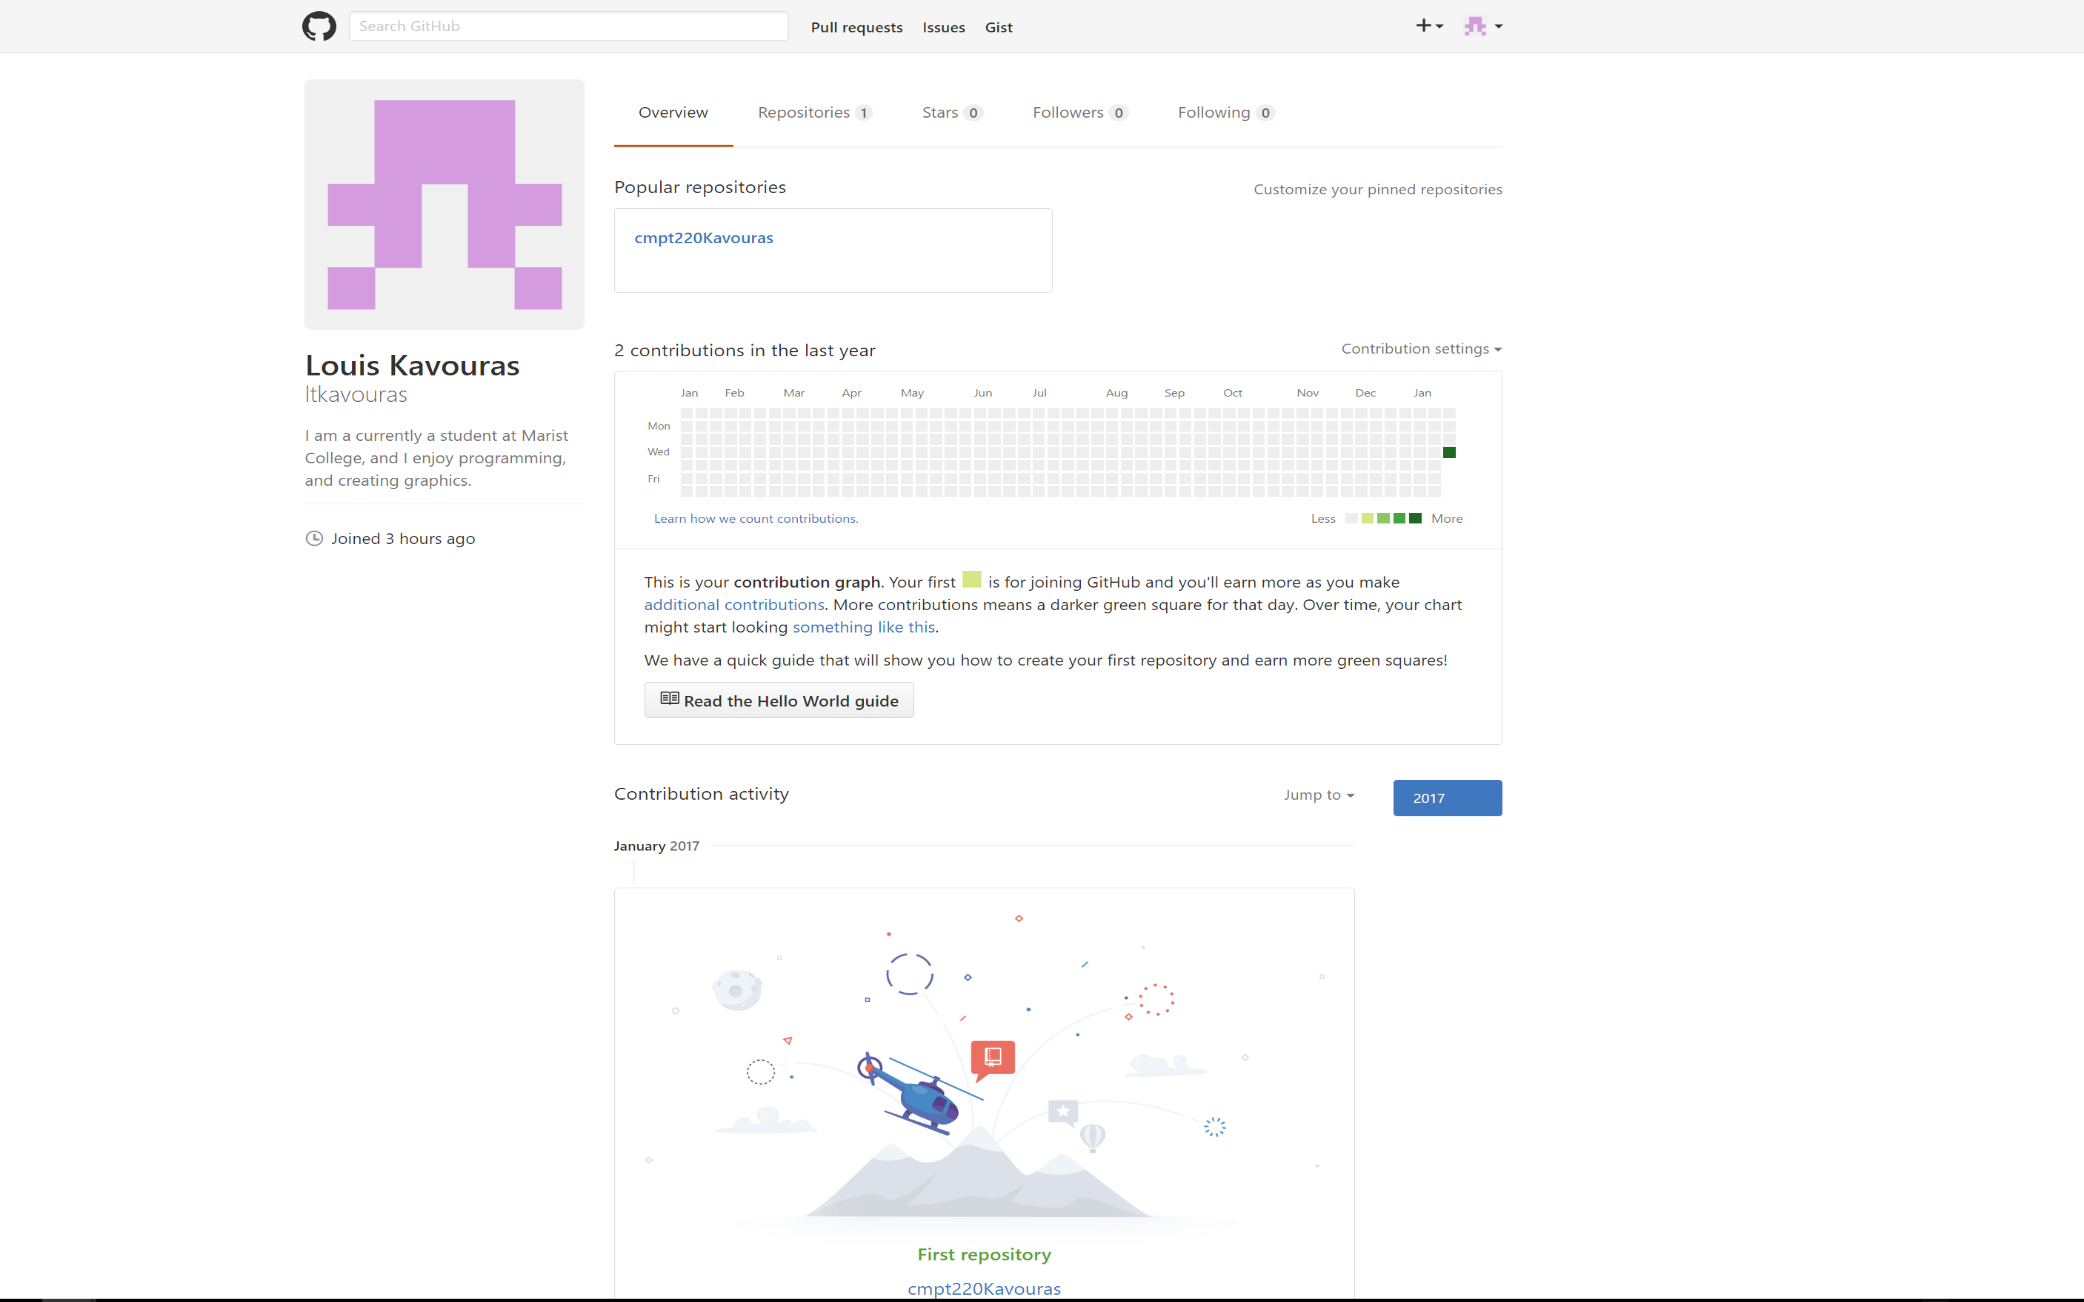 Search GitHub
Pull requests Issues Gist
Overview Repositories 1 Stars 0 Followers 0 Following 0
Popular repositories
Customize your pinned repositories
cmpt220Kavouras
Louis Kavouras
ltkavouras
I am a currently a student at Marist
College, and I enjoy programming,
and creating graphics.
Joined 3 hours ago
2 contributions in the last year
Contribution settings
Jan Feb Mar Apr May Jun Jul Aug Sep Oct Nov Dec Jan
Mon
Wed
Fri
Learn how we count contributions.
Less More
This is your contribution graph. Your first is for joining GitHub and you'll earn more as you make
additional contributions. More contributions means a darker green square for that day. Over time, your chart
might start looking something like this.
We have a quick guide that will show you how to create your first repository and earn more green squares!
Read the Hello World guide
Contribution activity
Jump to
2017
January 2017
First repository
cmpt220Kavouras